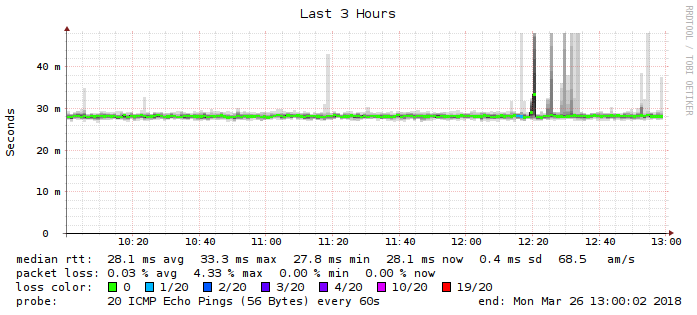 Last 3 Hours
RRDTOOL / TOBI OETIKER
Seconds
40 m
30 m
20 m
10 m
0
10:20 10:40 11:00 11:20 11:40 12:00 12:20 12:40 13:00
median rtt: 28.1 ms avg 33.3 ms max 27.8 ms min 28.1 ms now 0.4 ms sd 68.5 am/s
packet loss: 0.03 % avg 4.33 % max 0.00 % min 0.00 % now
loss color: 0 1/20 2/20 3/20 4/20 10/20 19/20
probe: 20 ICMP Echo Pings (56 Bytes) every 60s end: Mon Mar 26 13:00:02 2018